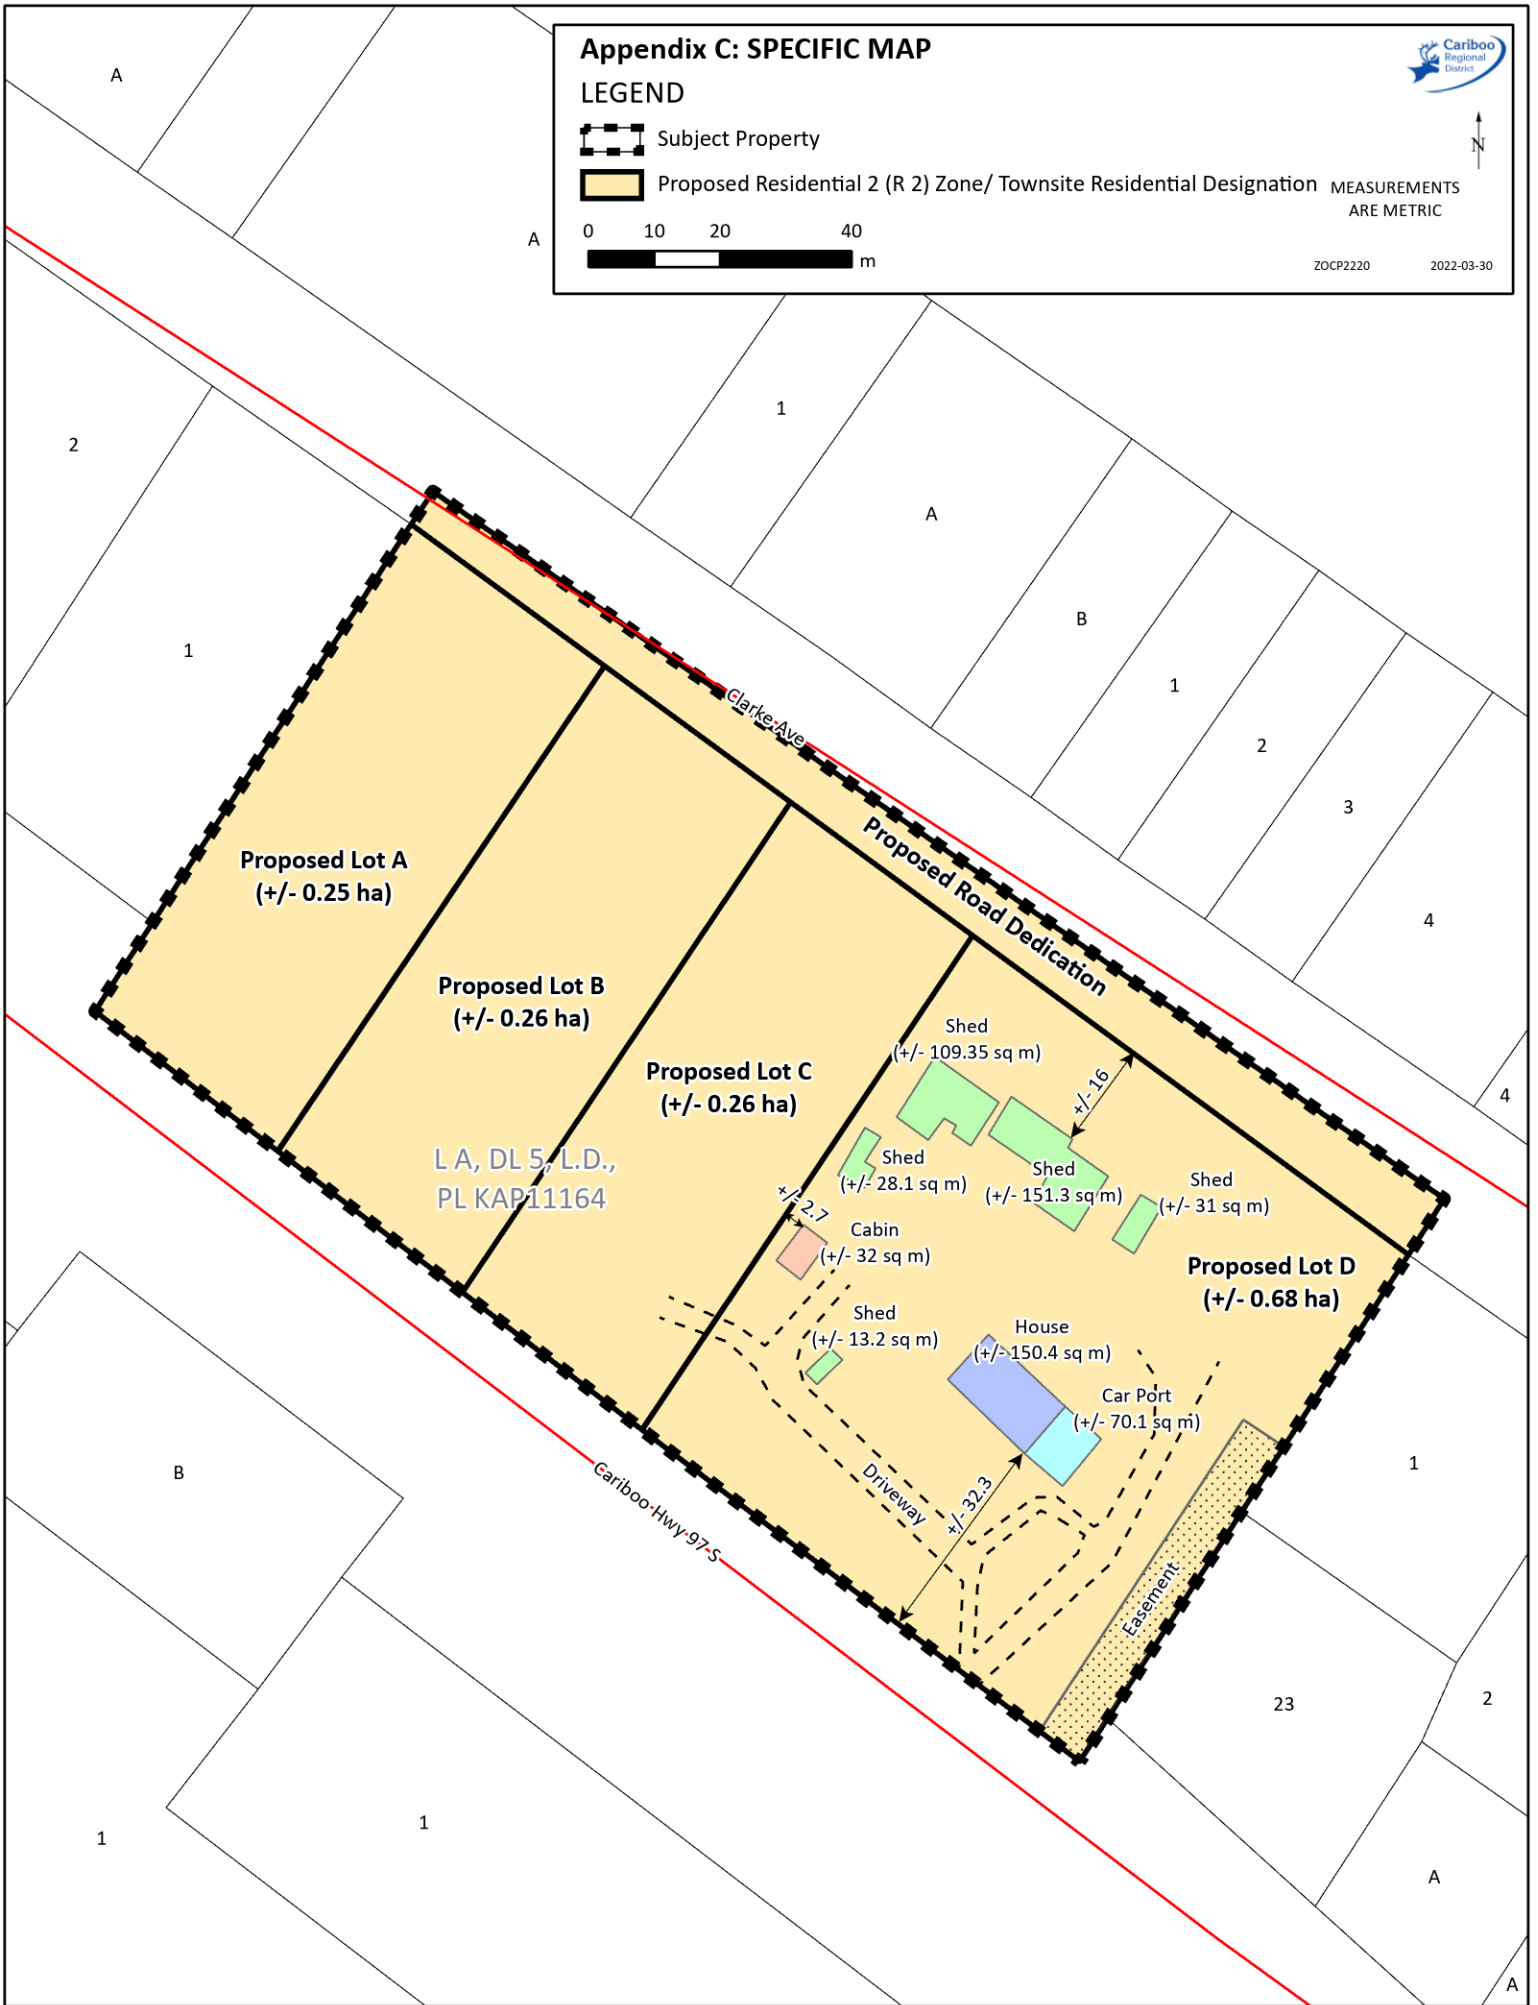 Appendix C: SPECIFIC MAP
LEGEND
Subject Property
Proposed Residential 2 (R 2) Zone/ Townsite Residential Designation
0 10 20 40
m
Cariboo
Regional
District
N
MEASUREMENTS
ARE METRIC
ZOCP2220 2022-03-30
A
A
1
2
A
B
1
1
2
3
4
4
Clarke Ave
Proposed Road Dedication
Proposed Lot A
(+/- 0.25 ha)
Proposed Lot B
(+/- 0.26 ha)
Proposed Lot C
(+/- 0.26 ha)
L A, DL 5, L.D.,
PL KAP11164
Shed
(+/- 109.35 sq m)
+/- 16
Shed
(+/- 28.1 sq m)
Shed
(+/- 151.3 sq m)
Shed
(+/- 31 sq m)
+/- 2.7
Cabin
(+/- 32 sq m)
Proposed Lot D
(+/- 0.68 ha)
Shed
(+/- 13.2 sq m)
House
(+/- 150.4 sq m)
Car Port
(+/- 70.1 sq m)
Driveway
+/- 32.3
Easement
Cariboo Hwy 97 S
B
1
23
2
1
1
A
A